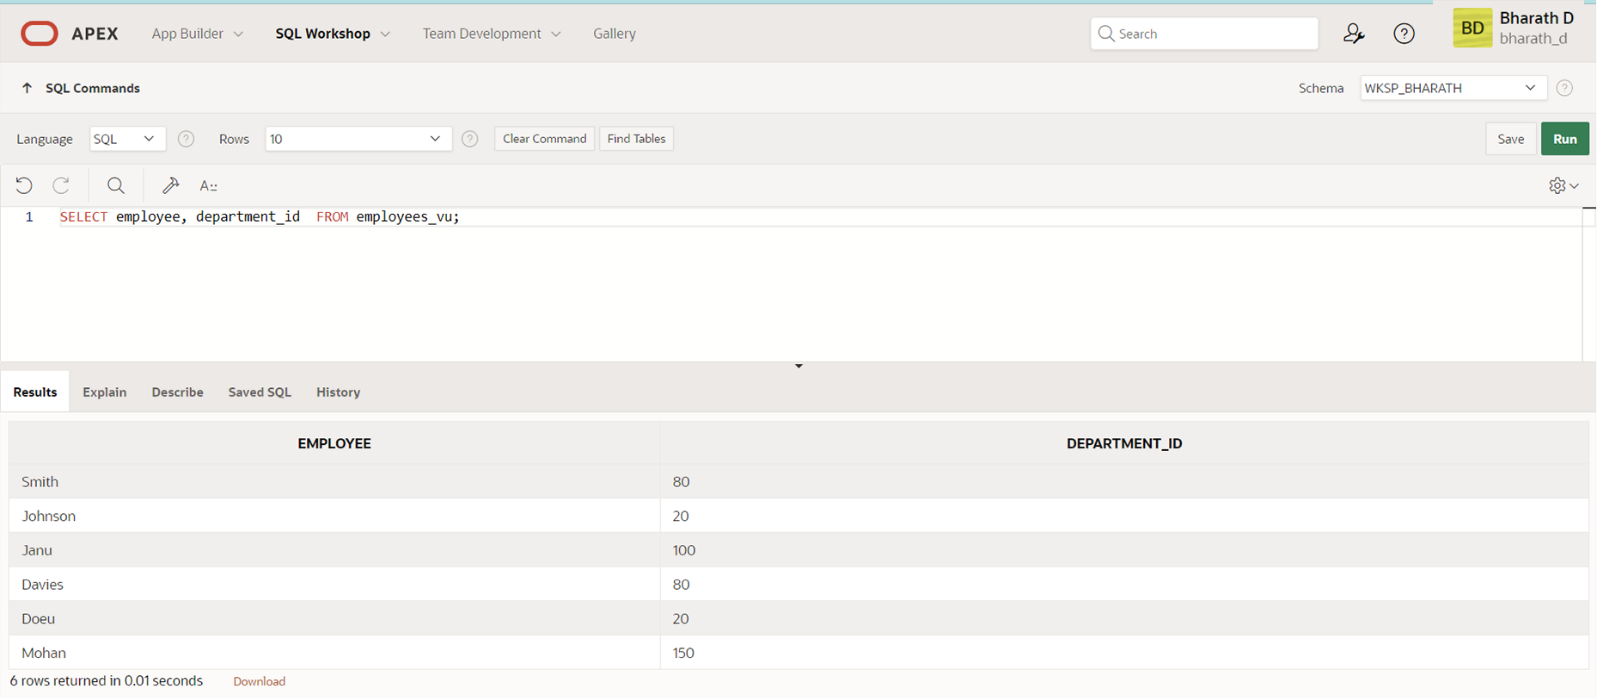 APEX App Builder SQL Workshop Team Development Gallery Search BD Bharath D
bharath_d
SQL Commands Schema WKSP_BHARATH
Language SQL Rows 10 Clear Command Find Tables Save Run
A::
1 SELECT employee, department_id  FROM employees_vu;
Results Explain Describe Saved SQL History
EMPLOYEE DEPARTMENT_ID
Smith 80
Johnson 20
Janu 100
Davies 80
Doeu 20
Mohan 150
6 rows returned in 0.01 seconds Download